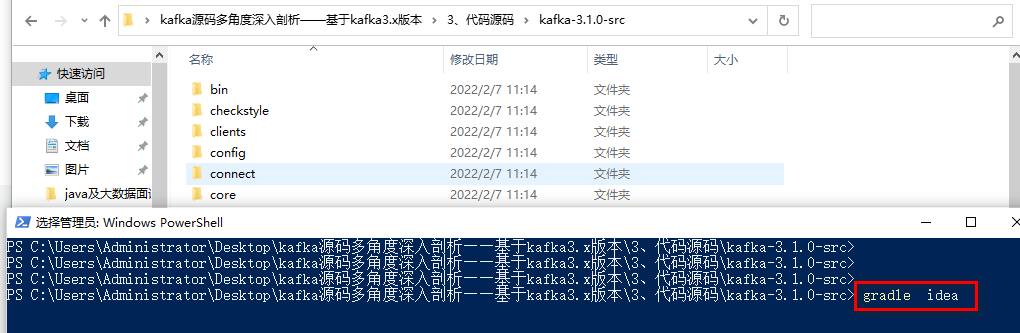 kafka源码多角度深入剖析——基于kafka3.x版本 › 3、代码源码 › kafka-3.1.0-src
名称 修改日期 类型 大小
快速访问
桌面
下载
文档
图片
java及大数据面
bin 2022/2/7 11:14 文件夹
checkstyle 2022/2/7 11:14 文件夹
clients 2022/2/7 11:14 文件夹
config 2022/2/7 11:14 文件夹
connect 2022/2/7 11:14 文件夹
core 2022/2/7 11:14 文件夹
选择管理员: Windows PowerShell
PS C:\Users\Administrator\Desktop\kafka源码多角度深入剖析——基于kafka3.x版本\3、代码源码\kafka-3.1.0-src>
PS C:\Users\Administrator\Desktop\kafka源码多角度深入剖析——基于kafka3.x版本\3、代码源码\kafka-3.1.0-src>
PS C:\Users\Administrator\Desktop\kafka源码多角度深入剖析——基于kafka3.x版本\3、代码源码\kafka-3.1.0-src>
PS C:\Users\Administrator\Desktop\kafka源码多角度深入剖析——基于kafka3.x版本\3、代码源码\kafka-3.1.0-src> gradle idea